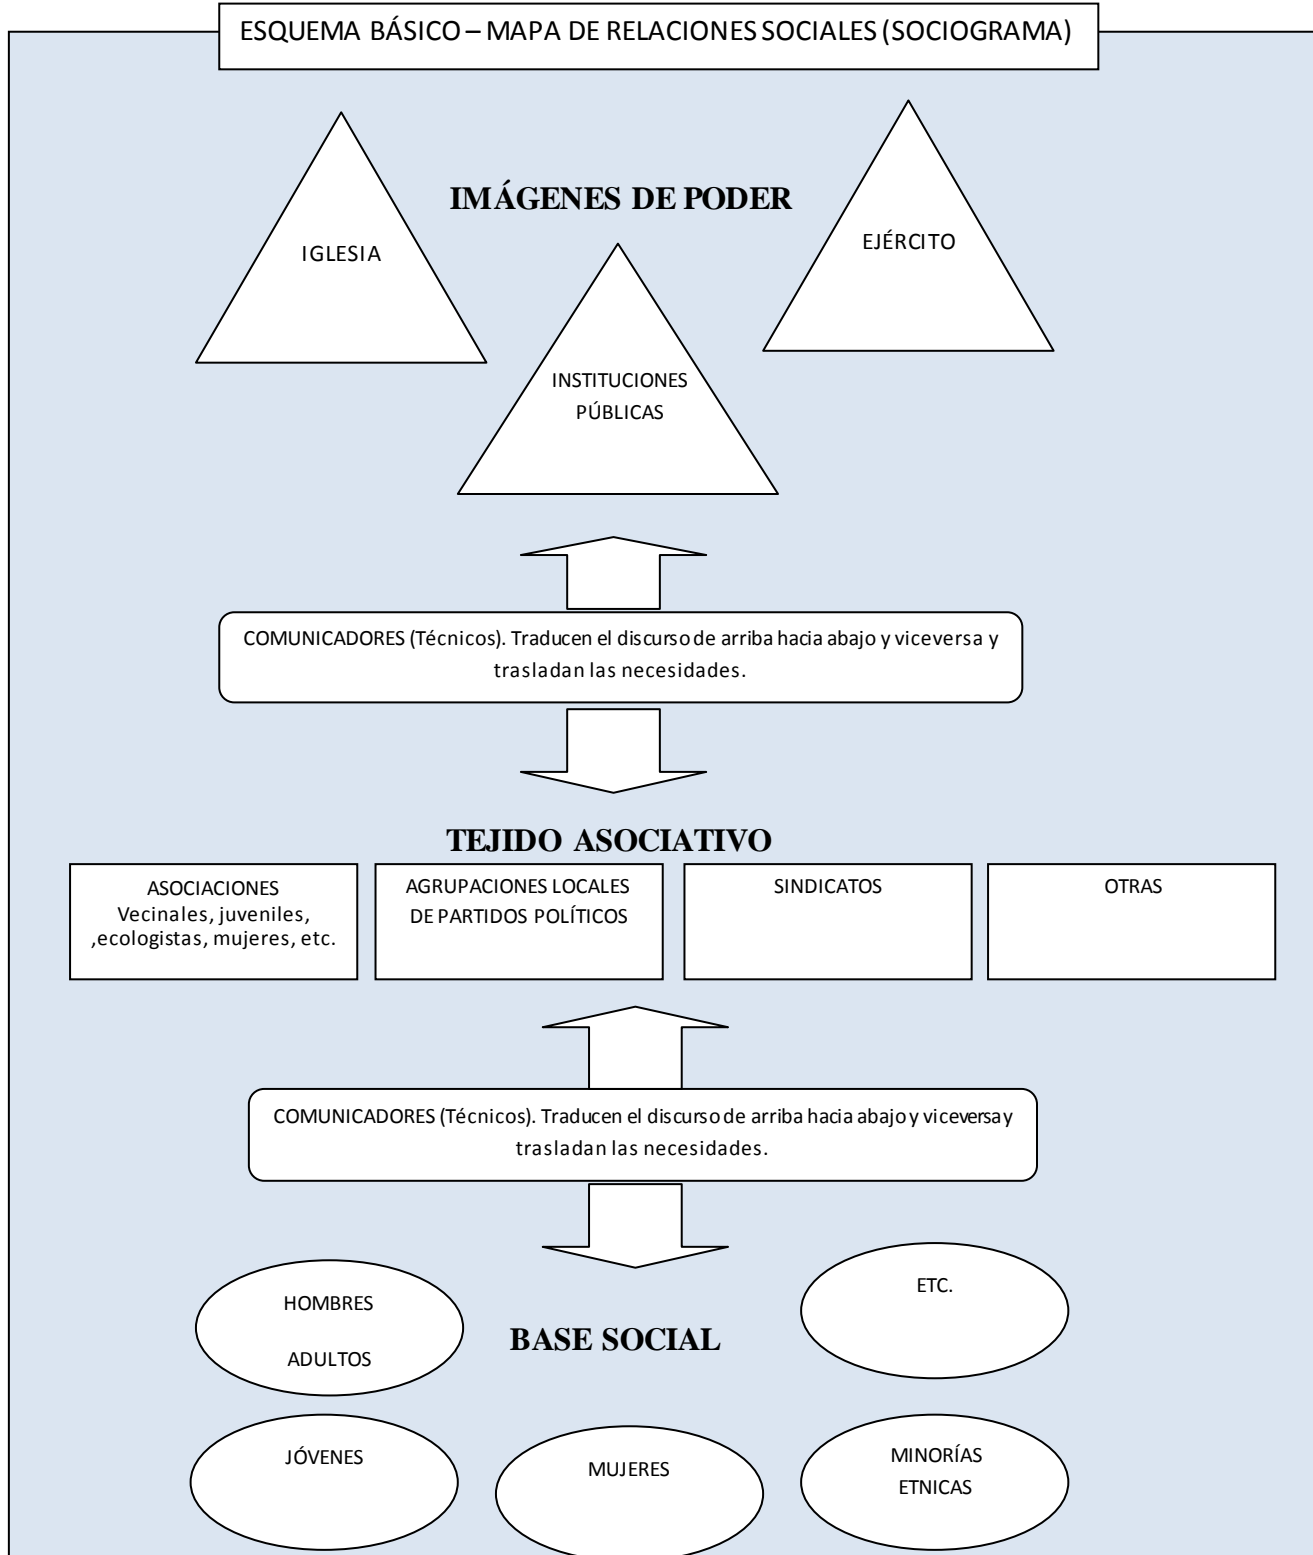 ESQUEMA BÁSICO – MAPA DE RELACIONES SOCIALES (SOCIOGRAMA)
IMÁGENES DE PODER
IGLESIA
EJÉRCITO
INSTITUCIONES
PÚBLICAS
COMUNICADORES (Técnicos). Traducen el discurso de arriba hacia abajo y viceversa y
trasladan las necesidades.
TEJIDO ASOCIATIVO
ASOCIACIONES
Vecinales, juveniles,
,ecologistas, mujeres, etc.
AGRUPACIONES LOCALES
DE PARTIDOS POLÍTICOS
SINDICATOS
OTRAS
COMUNICADORES (Técnicos). Traducen el discurso de arriba hacia abajo y viceversa y
trasladan las necesidades.
HOMBRES
ADULTOS
BASE SOCIAL
ETC.
JÓVENES
MUJERES
MINORÍAS
ETNICAS